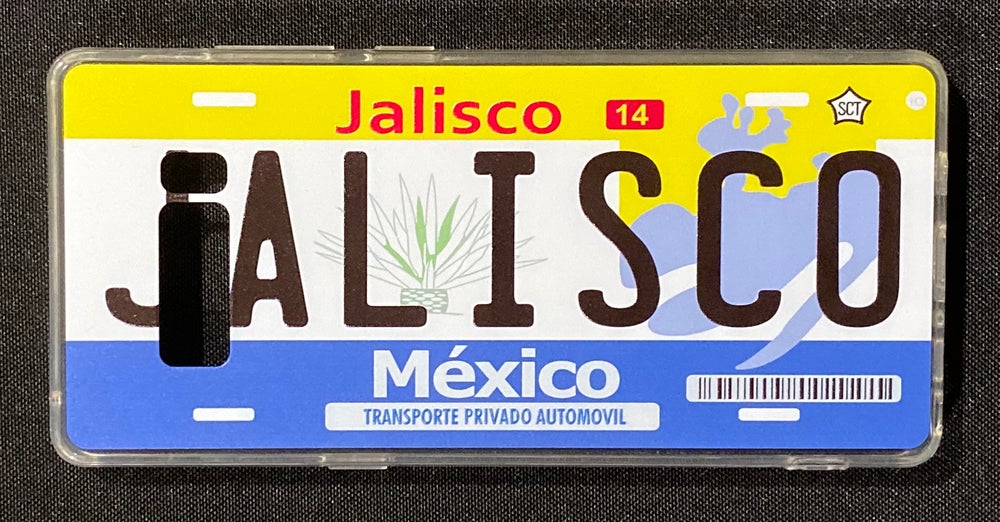 Jalisco 14 SCT
JALISCO
México
TRANSPORTE PRIVADO AUTOMOVIL